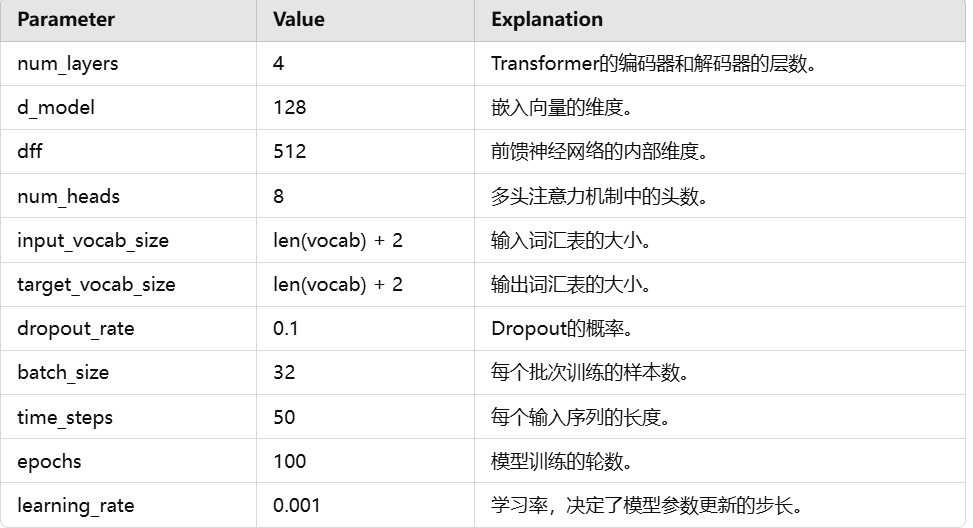 Parameter Value Explanation
num_layers 4 Transformer的编码器和解码器的层数。
d_model 128 嵌入向量的维度。
dff 512 前馈神经网络的内部维度。
num_heads 8 多头注意力机制中的头数。
input_vocab_size len(vocab) + 2 输入词汇表的大小。
target_vocab_size len(vocab) + 2 输出词汇表的大小。
dropout_rate 0.1 Dropout的概率。
batch_size 32 每个批次训练的样本数。
time_steps 50 每个输入序列的长度。
epochs 100 模型训练的轮数。
learning_rate 0.001 学习率，决定了模型参数更新的步长。